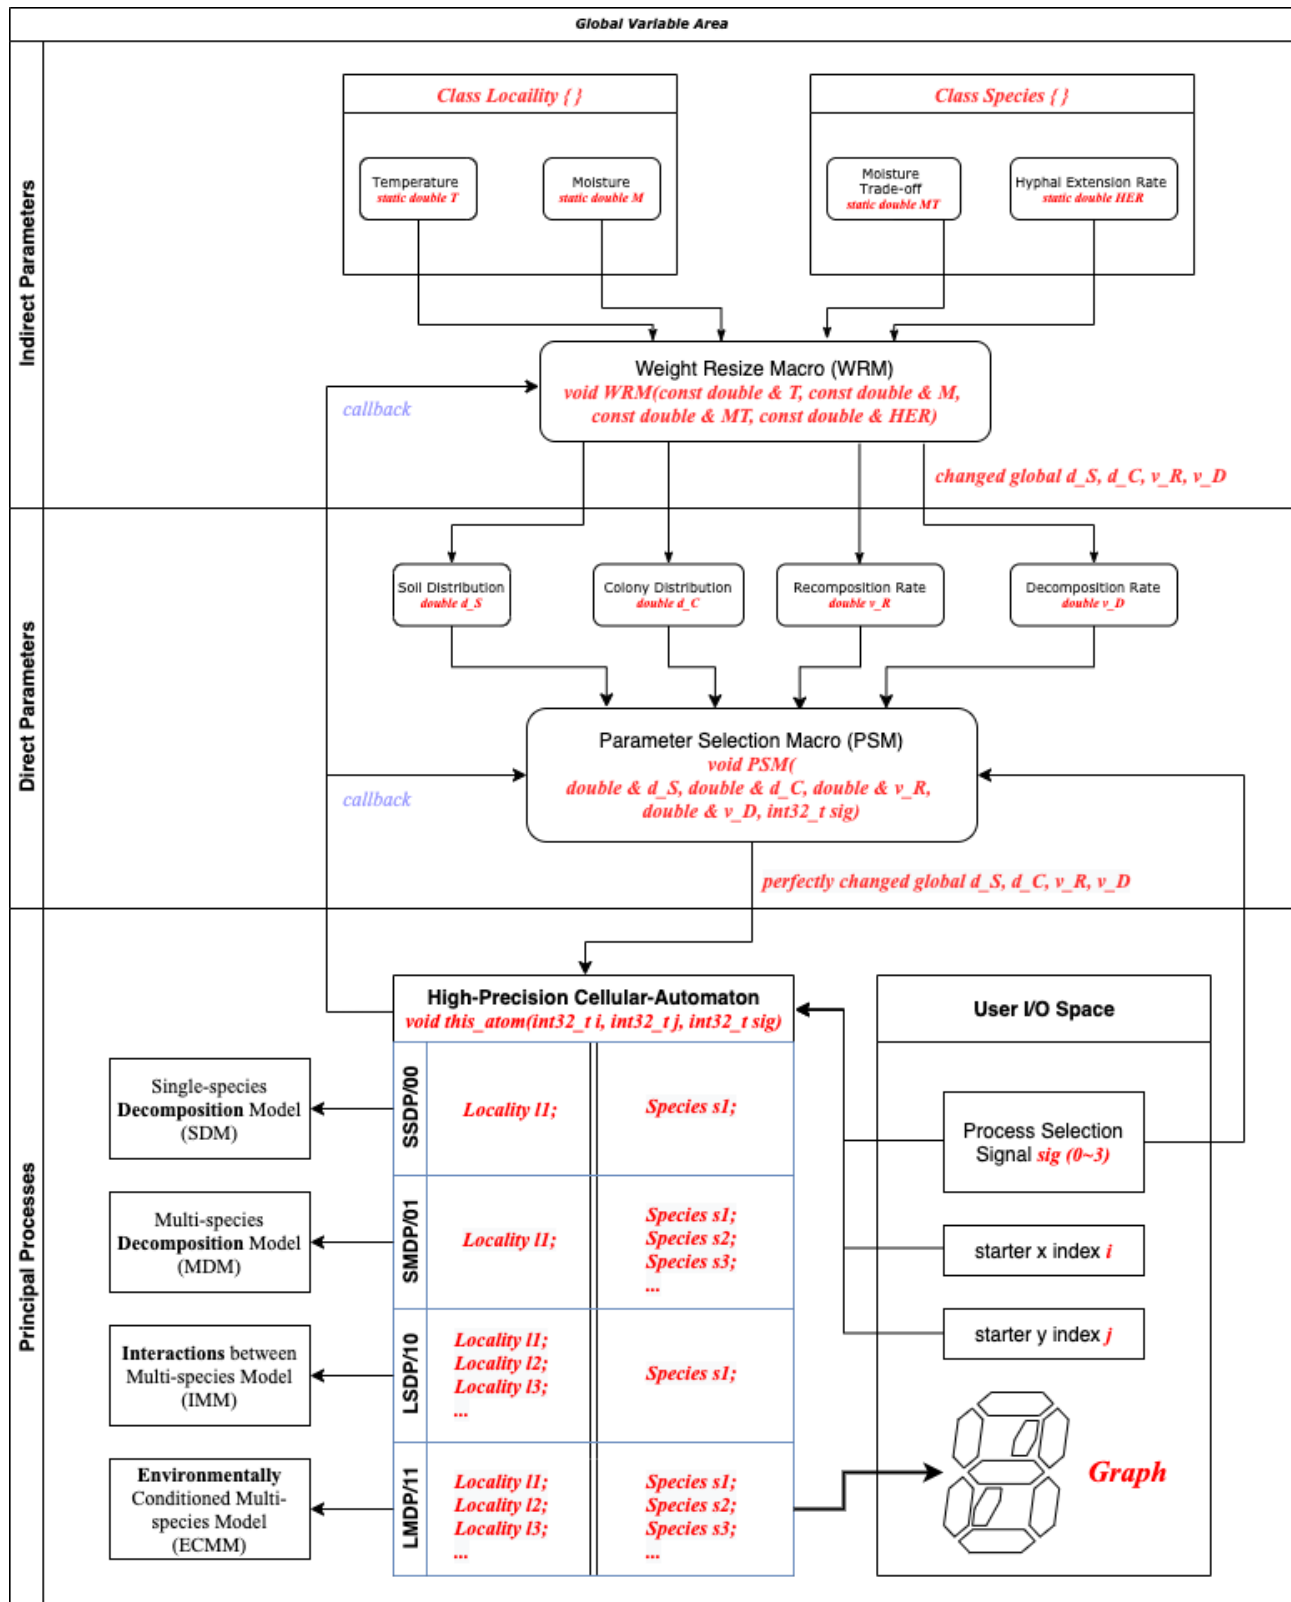 Global Variable Area
Indirect Parameters
Class Locaility { }
Class Species { }
Temperature
static double T
Moisture
static double M
Moisture
Trade-off
static double MT
Hyphal Extension Rate
static double HER
Weight Resize Macro (WRM)
void WRM(const double & T, const double & M,
const double & MT, const double & HER)
callback
changed global d_S, d_C, v_R, v_D
Direct Parameters
Soil Distribution
double d_S
Colony Distribution
double d_C
Recomposition Rate
double v_R
Decomposition Rate
double v_D
Parameter Selection Macro (PSM)
void PSM(
double & d_S, double & d_C, double & v_R,
double & v_D, int32_t sig)
callback
perfectly changed global d_S, d_C, v_R, v_D
Principal Processes
High-Precision Cellular-Automaton
void this_atom(int32_t i, int32_t j, int32_t sig)
User I/O Space
Single-species
Decomposition Model
(SDM)
SSDP/00
Locality l1;
Species s1;
Process Selection
Signal sig (0~3)
Multi-species
Decomposition Model
(MDM)
SMDP/01
Locality l1;
Species s1;
Species s2;
Species s3;
...
starter x index i
starter y index j
Interactions between
Multi-species Model
(IMM)
LSDP/10
Locality l1;
Locality l2;
Locality l3;
...
Species s1;
Environmentally
Conditioned Multi-
species Model
(ECMM)
LMDP/11
Locality l1;
Locality l2;
Locality l3;
...
Species s1;
Species s2;
Species s3;
...
Graph